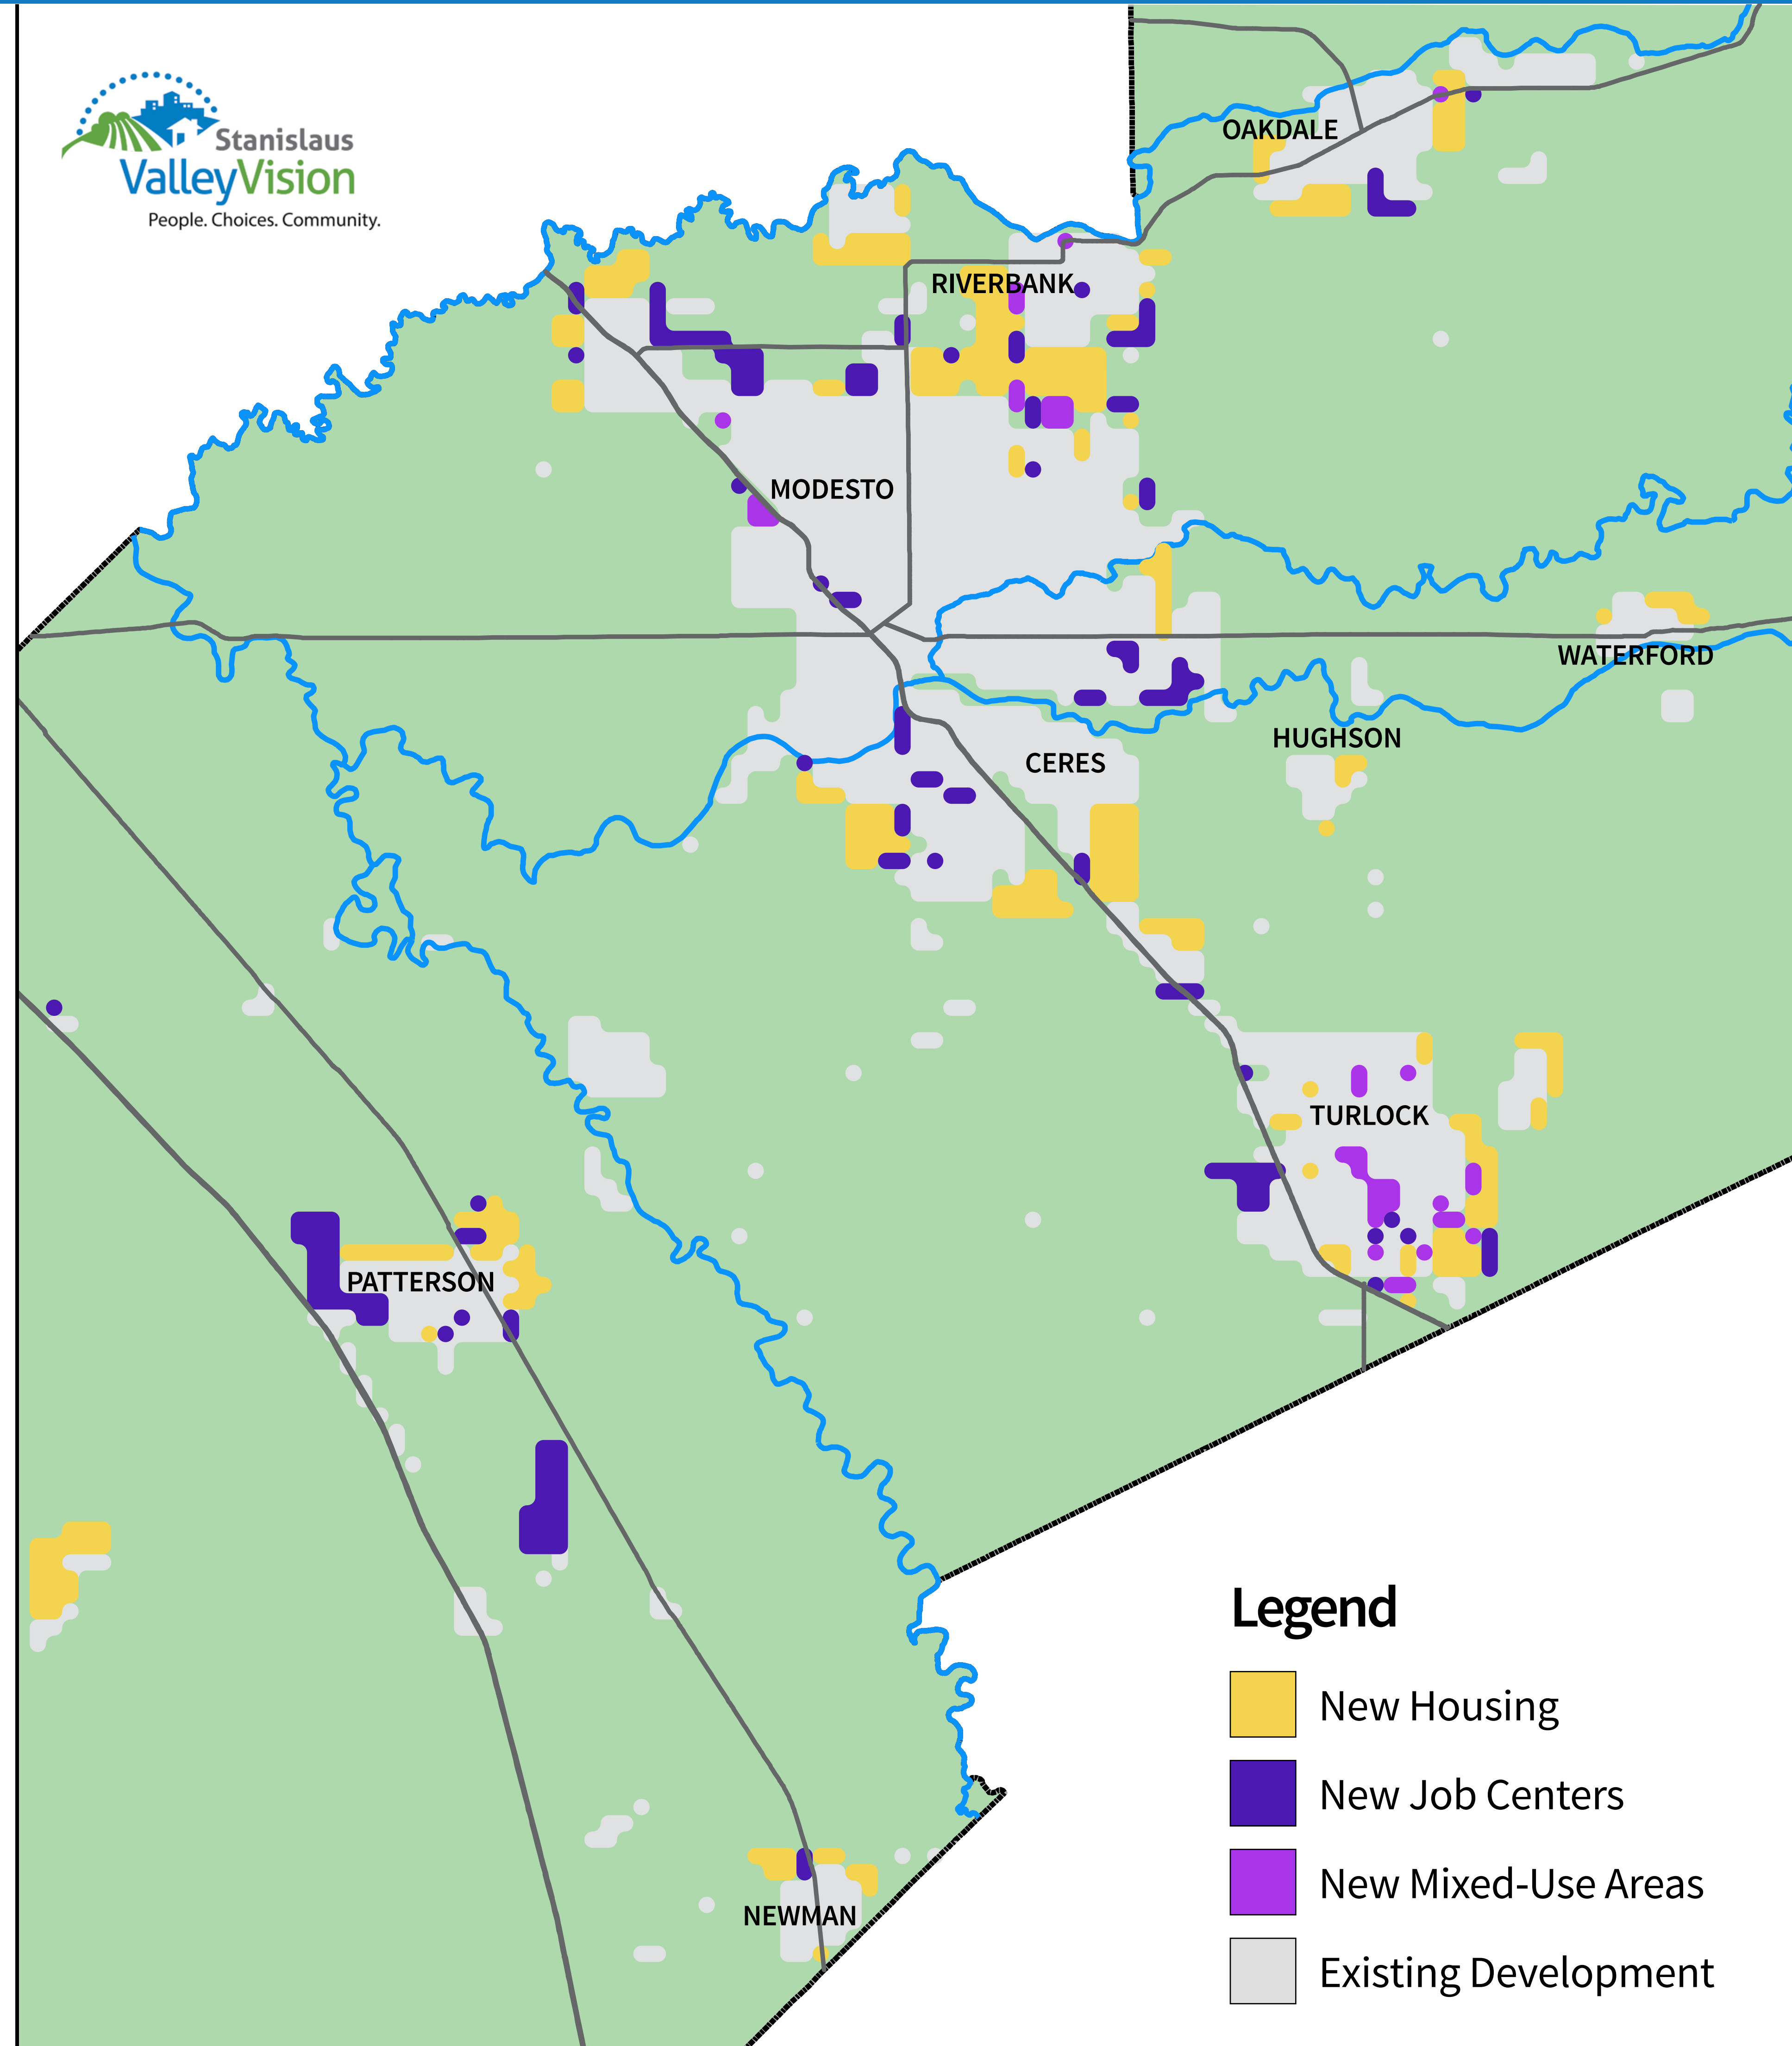 Stanislaus
ValleyVision
People. Choices. Community.
OAKDALE
RIVERBANK
MODESTO
WATERFORD
HUGHSON
CERES
TURLOCK
PATTERSON
NEWMAN
Legend
New Housing
New Job Centers
New Mixed-Use Areas
Existing Development